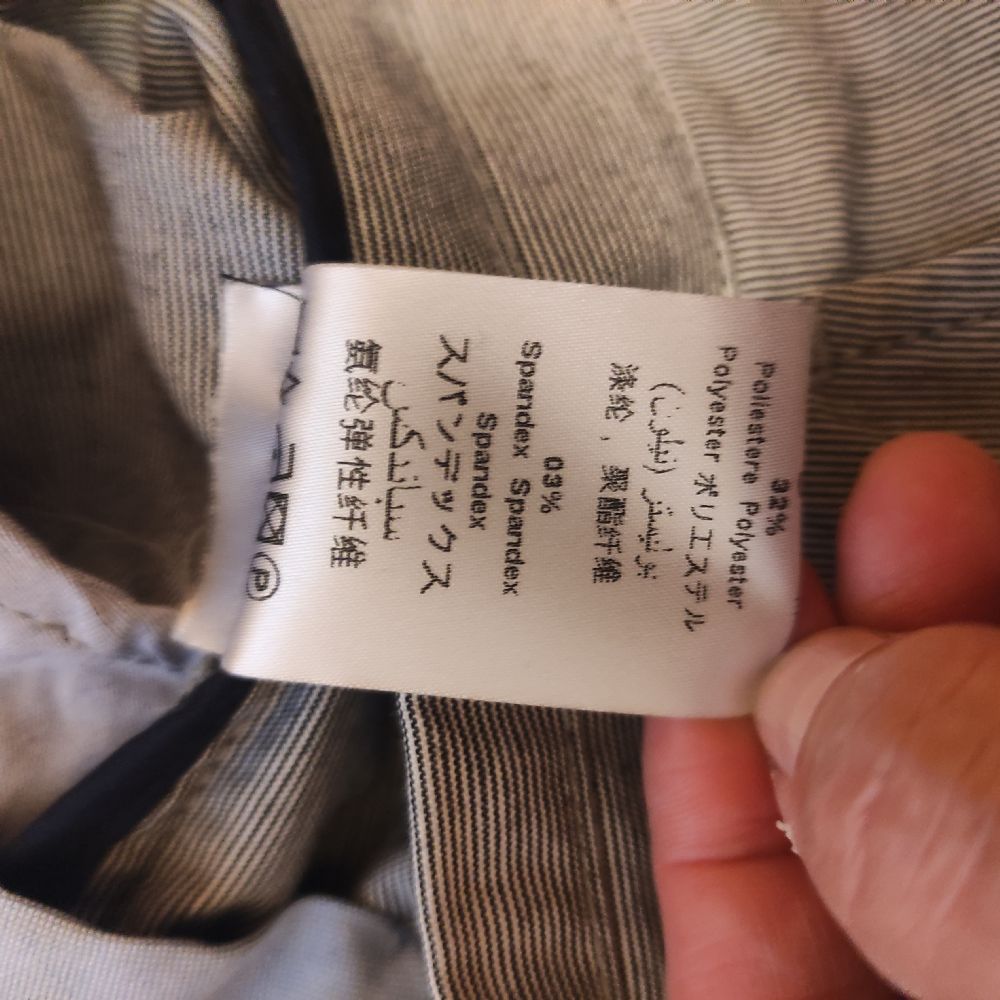 32%
Poliestere Polyester
Polyester ポリエステル
بوليستر (نيلون)
涤纶，聚酯纤维
03%
Spandex Spandex
Spandex
スパンデックス
سباندكس
氨纶弹性纤维
P